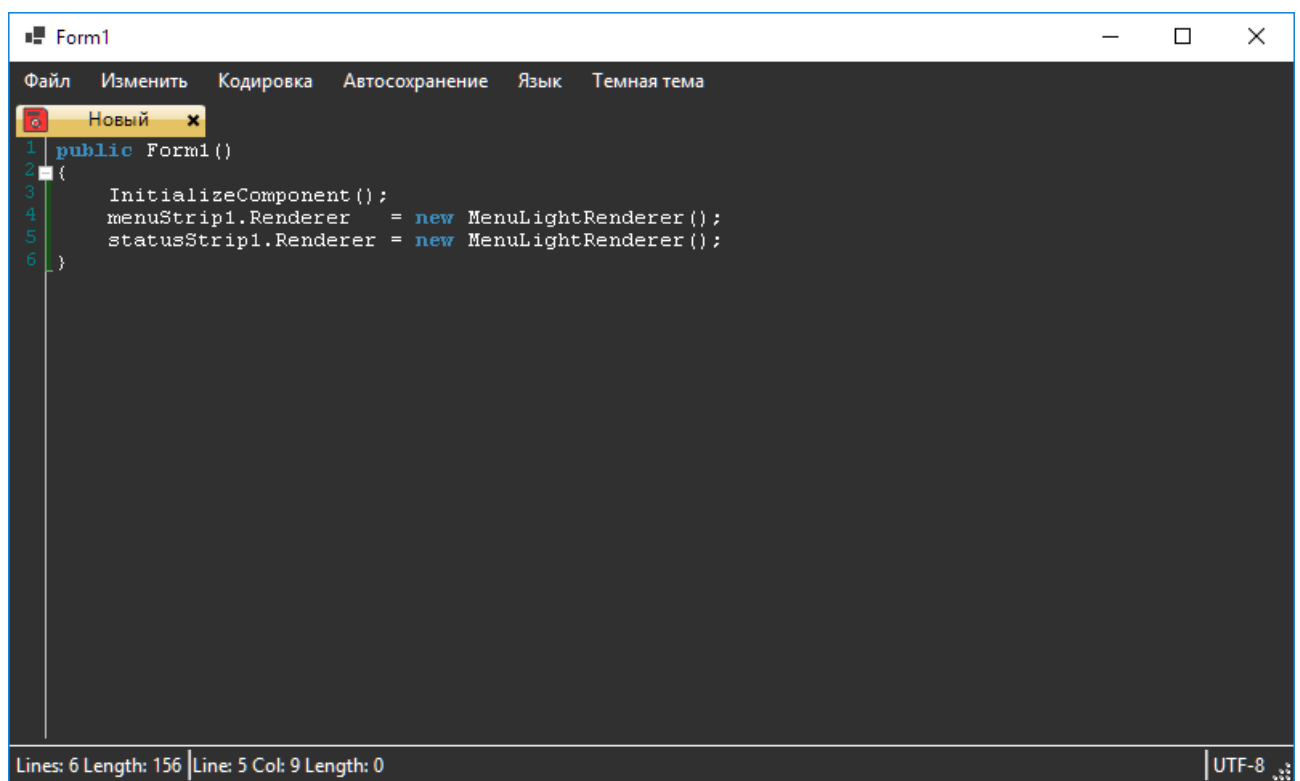 Form1
Файл Изменить Кодировка Автосохранение Язык Темная тема
Новый
1 public Form1()
2 {
3 InitializeComponent();
4 menuStrip1.Renderer   = new MenuLightRenderer();
5 statusStrip1.Renderer = new MenuLightRenderer();
6 }
Lines: 6 Length: 156 Line: 5 Col: 9 Length: 0 UTF-8